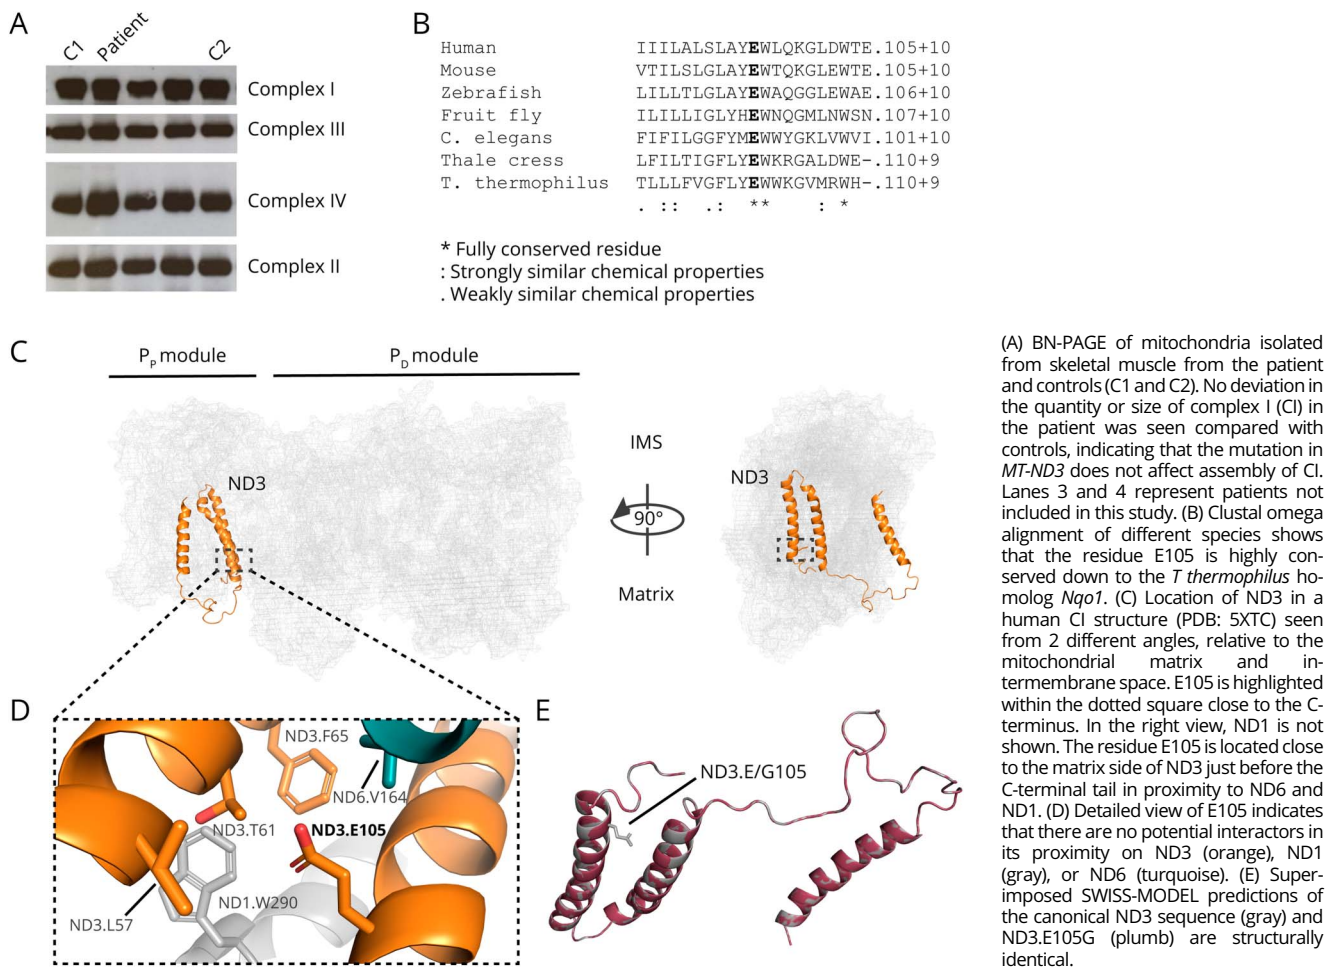 A
C1
Patient
C2
Complex I
Complex III
Complex IV
Complex II
B
Human IIILALSLAYEWLQKGLDWTE.105+10
Mouse VTILSLGLAYEWTQKGLEWTE.105+10
Zebrafish LILLTLGLAYEWAQGGLEWAE.106+10
Fruit fly ILILLIGLYHEWNQGMLNWSN.107+10
C. elegans FIFILGGFYMEWWYGKLVWVI.101+10
Thale cress LFILTIGFLYEWKRGALDWE-.110+9
T. thermophilus TLLLFVGFLYEWWKGVMRWH-.110+9
. :: .: ** : *
* Fully conserved residue
: Strongly similar chemical properties
. Weakly similar chemical properties
C
PP module
PD module
ND3
IMS
90°
Matrix
ND3
D
ND3.F65
ND6.V164
ND3.T61
ND3.E105
ND3.L57
ND1.W290
E
ND3.E/G105
(A) BN-PAGE of mitochondria isolated
from skeletal muscle from the patient
and controls (C1 and C2). No deviation in
the quantity or size of complex I (CI) in
the patient was seen compared with
controls, indicating that the mutation in
MT-ND3 does not affect assembly of CI.
Lanes 3 and 4 represent patients not
included in this study. (B) Clustal omega
alignment of different species shows
that the residue E105 is highly con-
served down to the T thermophilus ho-
molog Nqo1. (C) Location of ND3 in a
human CI structure (PDB: 5XTC) seen
from 2 different angles, relative to the
mitochondrial matrix and in-
termembrane space. E105 is highlighted
within the dotted square close to the C-
terminus. In the right view, ND1 is not
shown. The residue E105 is located close
to the matrix side of ND3 just before the
C-terminal tail in proximity to ND6 and
ND1. (D) Detailed view of E105 indicates
that there are no potential interactors in
its proximity on ND3 (orange), ND1
(gray), or ND6 (turquoise). (E) Super-
imposed SWISS-MODEL predictions of
the canonical ND3 sequence (gray) and
ND3.E105G (plumb) are structurally
identical.